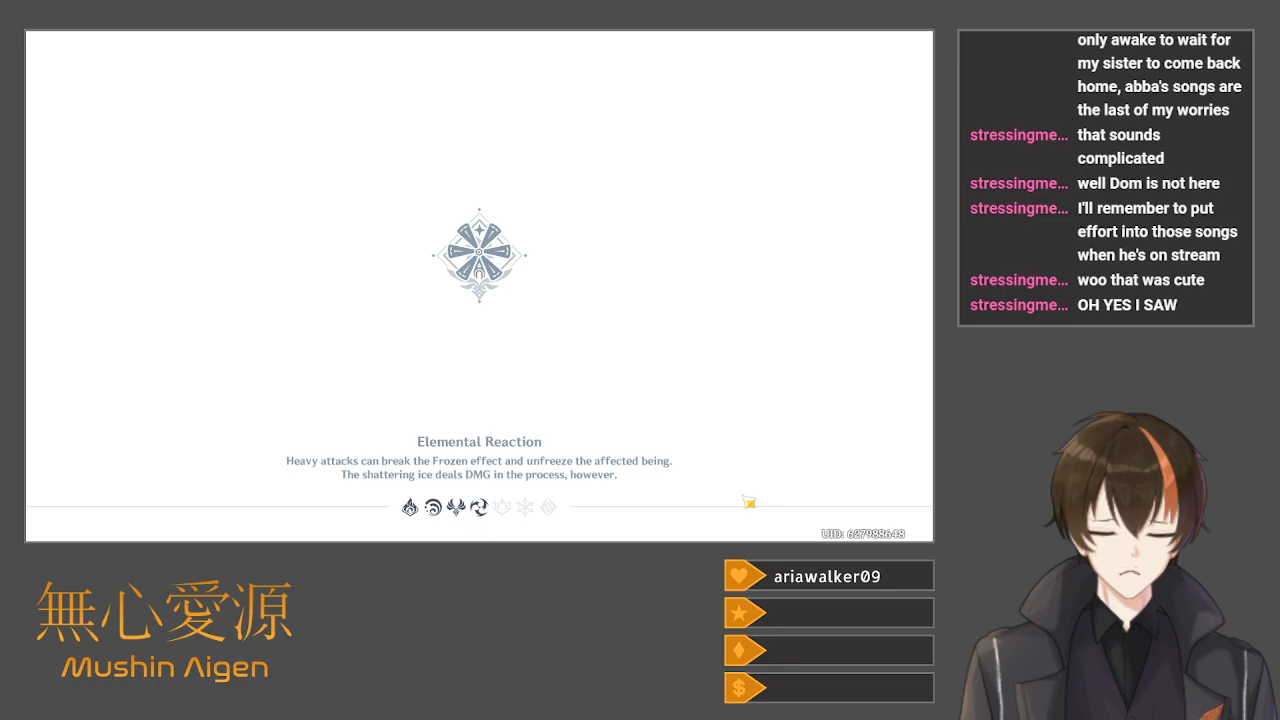 only awake to wait for
my sister to come back
home, abba's songs are
the last of my worries
stressingme... that sounds
complicated
stressingme... well Dom is not here
stressingme... I'll remember to put
effort into those songs
when he's on stream
stressingme... woo that was cute
stressingme... OH YES I SAW
Elemental Reaction
Heavy attacks can break the Frozen effect and unfreeze the affected being.
The shattering ice deals DMG in the process, however.
UID: 627988648
ariawalker09
無心愛源
Mushin Aigen